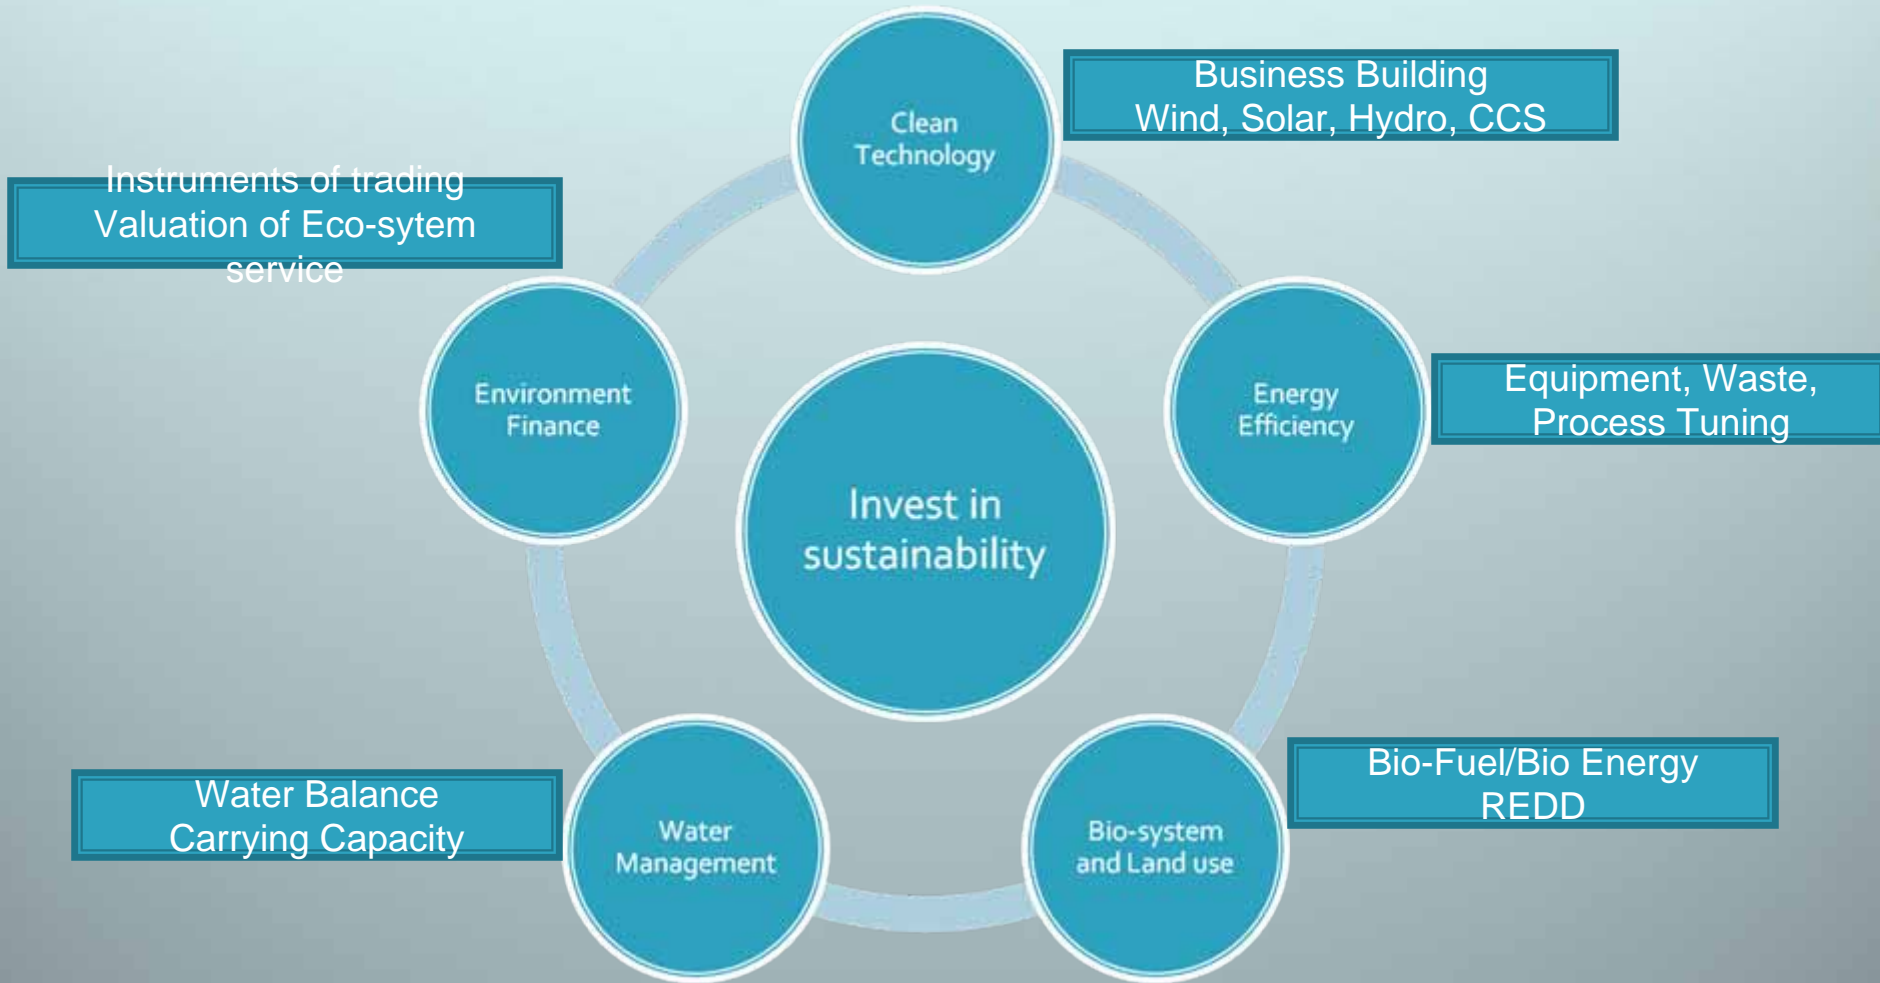 Clean
Technology
Business Building
Wind, Solar, Hydro, CCS
Instruments of trading
Valuation of Eco-sytem
service
Environment
Finance
Energy
Efficiency
Equipment, Waste,
Process Tuning
Invest in
sustainability
Water Balance
Carrying Capacity
Water
Management
Bio-system
and Land use
Bio-Fuel/Bio Energy
REDD